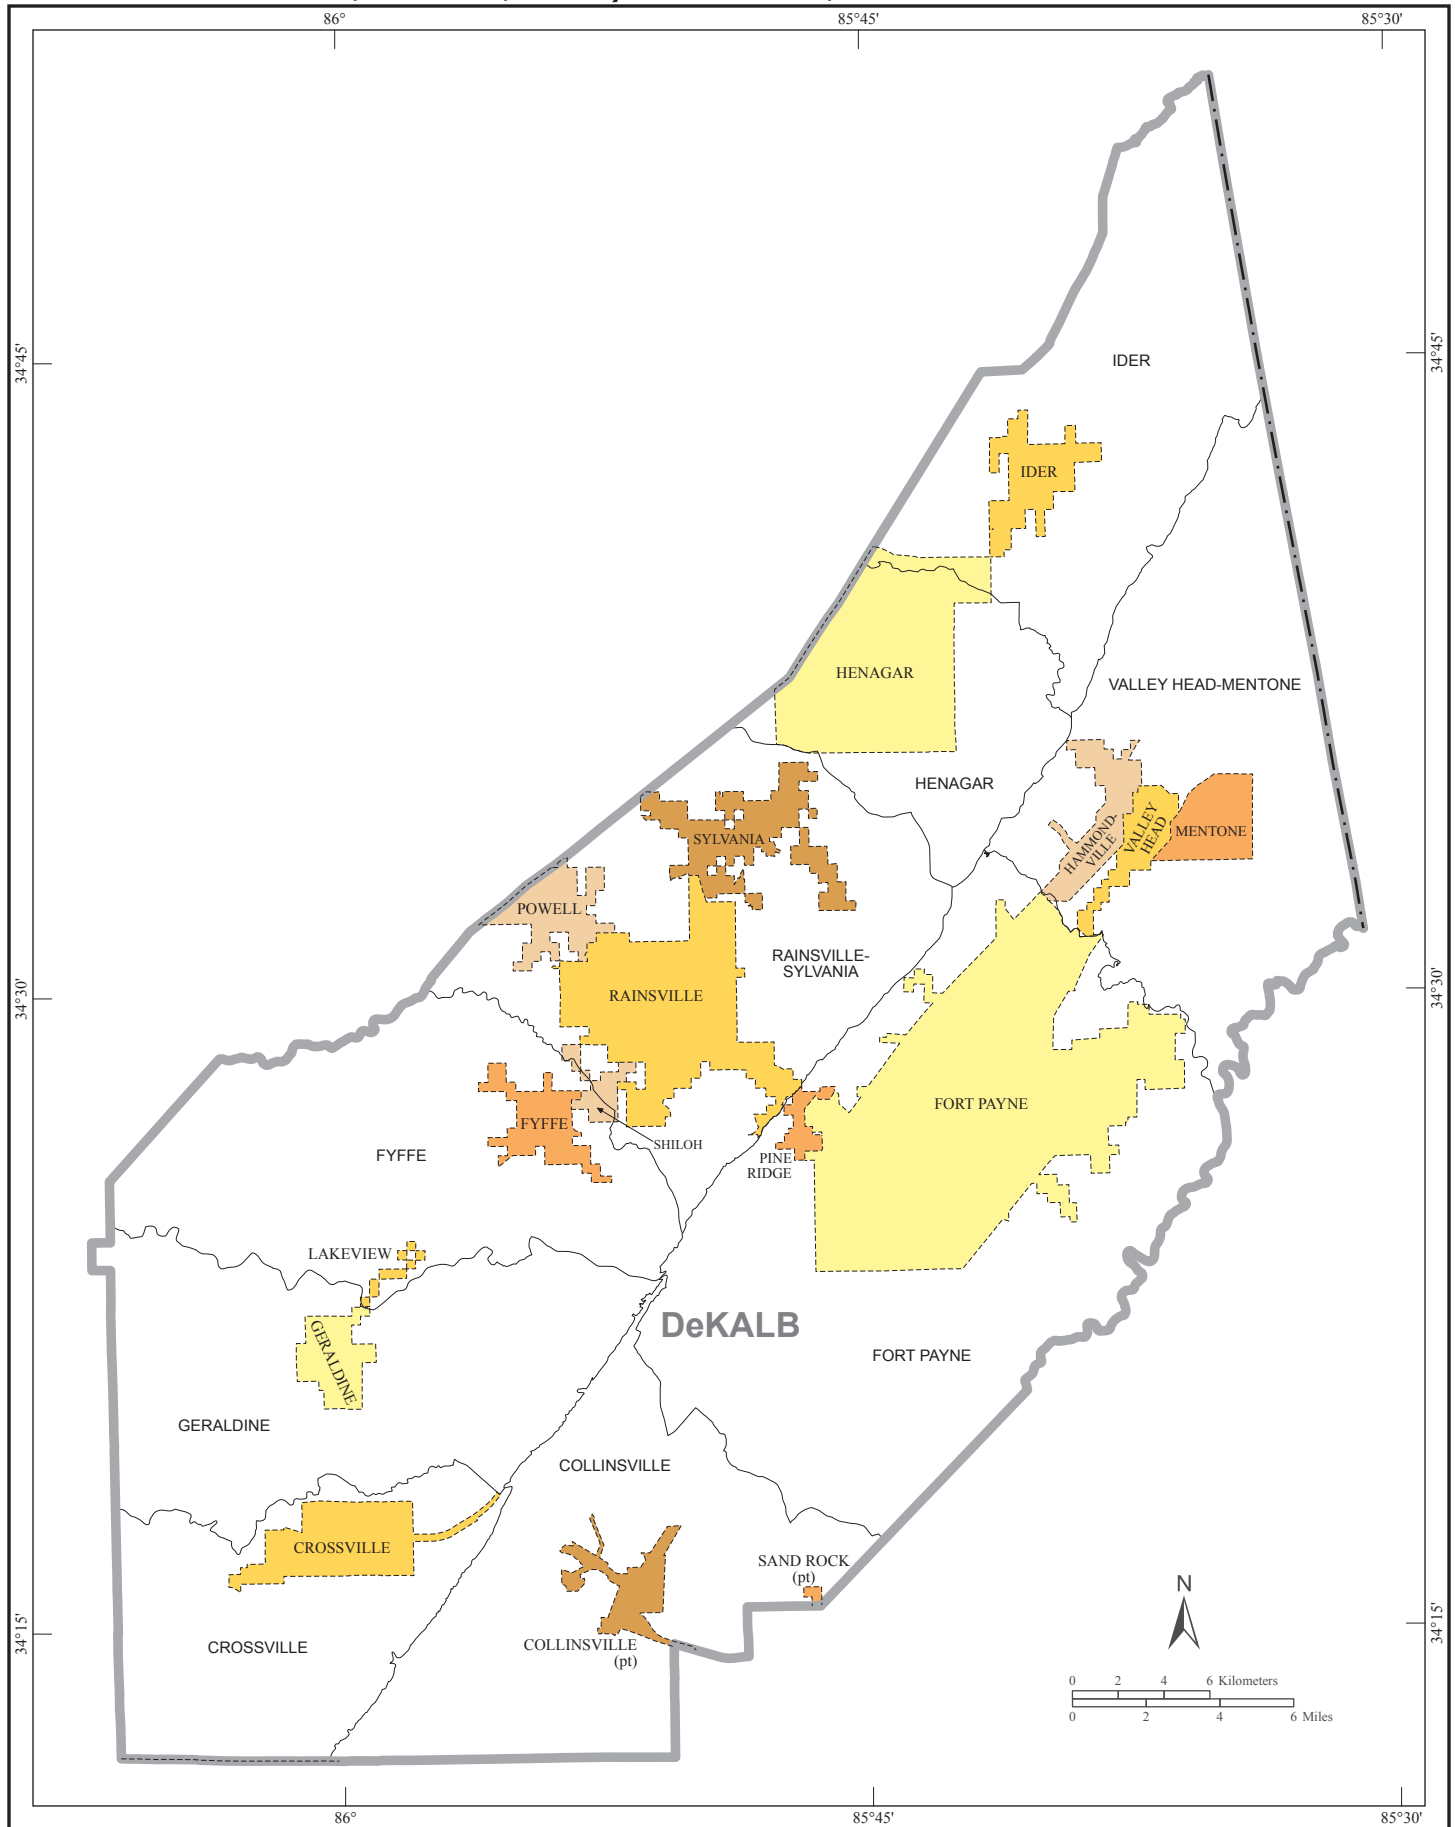 86°
85°45'
85°30'
34°45'
34°45'
IDER
IDER
HENAGAR
VALLEY HEAD-MENTONE
HENAGAR
HAMMOND-
VILLE
VALLEY
HEAD
MENTONE
SYLVANIA
POWELL
RAINSVILLE-
SYLVANIA
RAINSVILLE
34°30'
34°30'
FORT PAYNE
FYFFE
SHILOH
FYFFE
PINE
RIDGE
LAKEVIEW
DeKALB
GERALDINE
FORT PAYNE
GERALDINE
COLLINSVILLE
CROSSVILLE
SAND ROCK
(pt)
N
34°15'
34°15'
CROSSVILLE
COLLINSVILLE
(pt)
0 2 4 6 Kilometers
0 2 4 6 Miles
86°
85°45'
85°30'